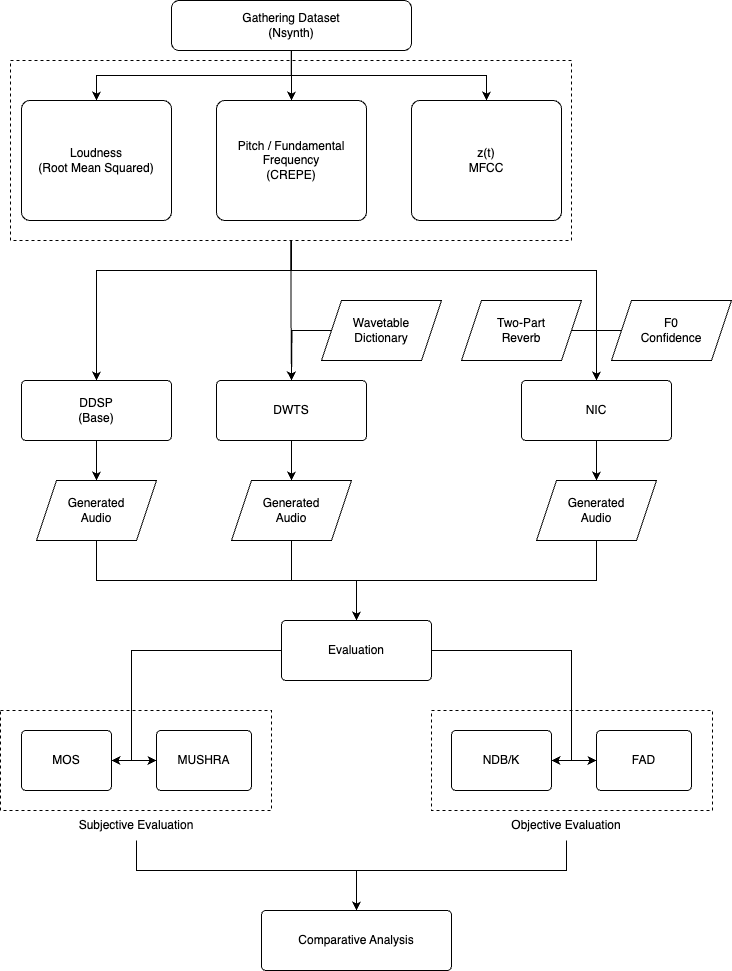 Gathering Dataset
(Nsynth)
Loudness
(Root Mean Squared)
Pitch / Fundamental
Frequency
(CREPE)
z(t)
MFCC
Wavetable
Dictionary
Two-Part
Reverb
F0
Confidence
DDSP
(Base)
DWTS
NIC
Generated
Audio
Generated
Audio
Generated
Audio
Evaluation
MOS
MUSHRA
NDB/K
FAD
Subjective Evaluation
Objective Evaluation
Comparative Analysis